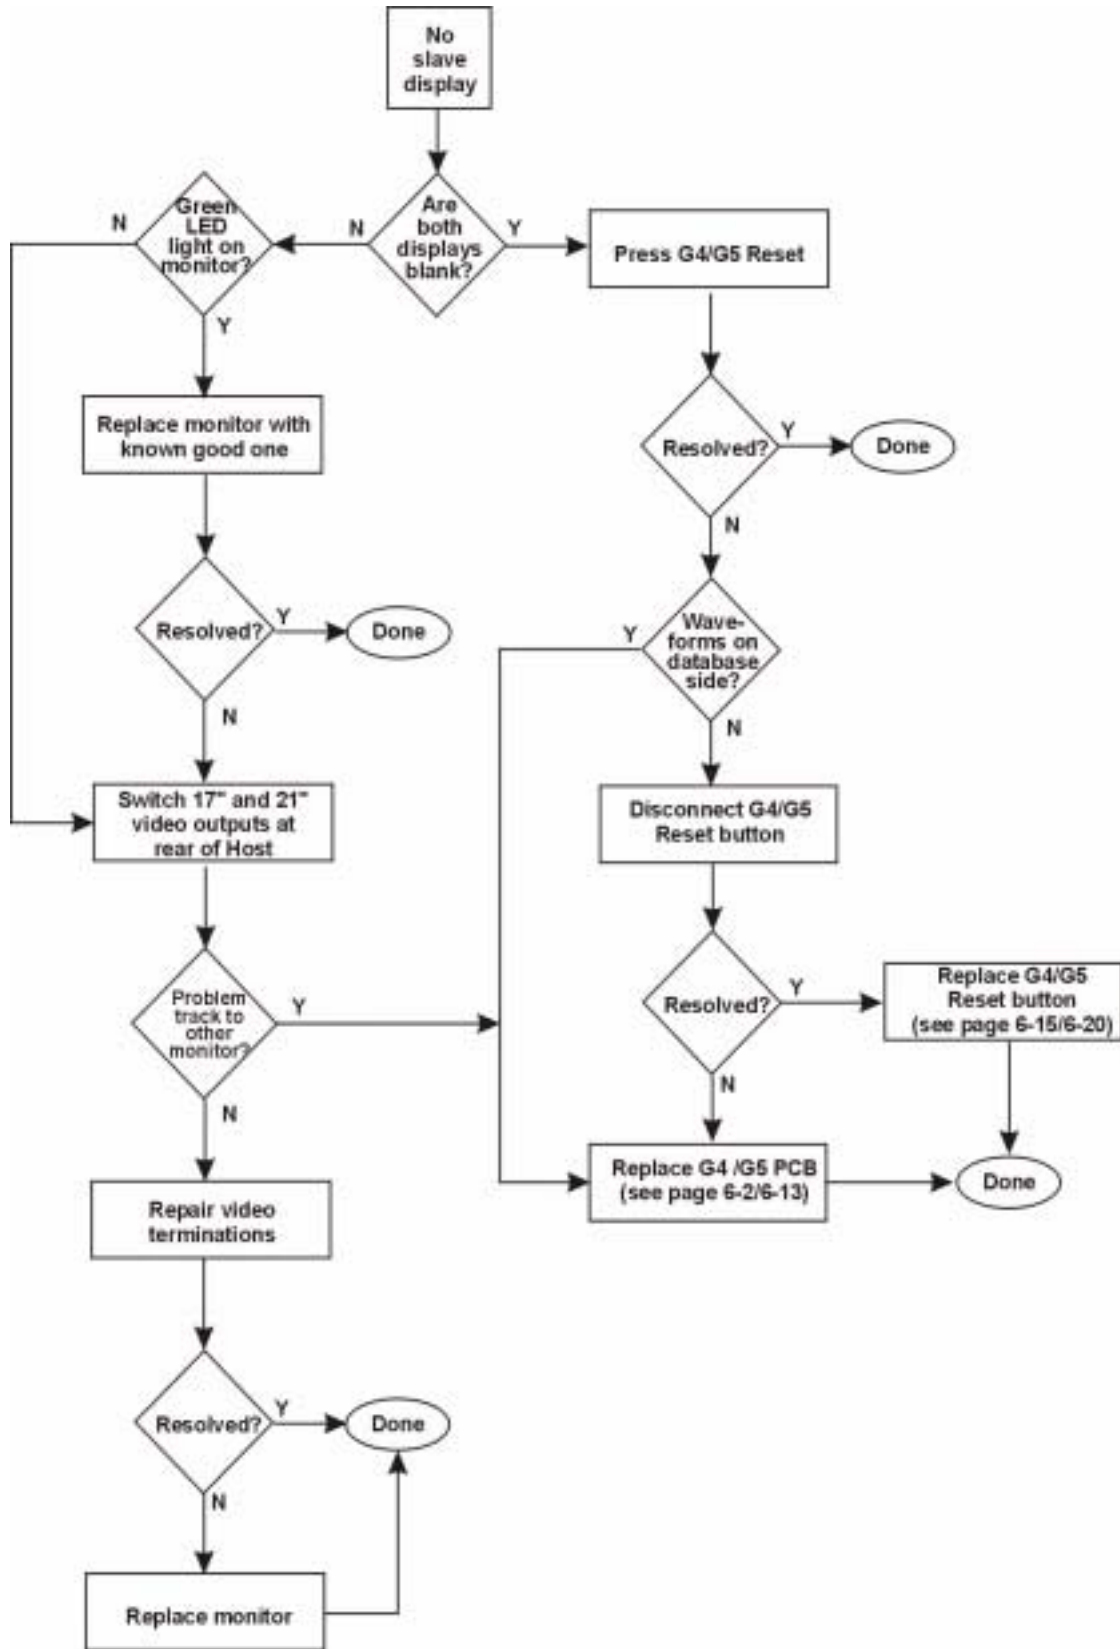 No
slave
display
Are
both
displays
blank?
N
Y
Green
LED
light on
monitor?
N
Y
Press G4/G5 Reset
Replace monitor with
known good one
Resolved?
Y
Done
N
Resolved?
Y
Done
N
Wave-
forms on
database
side?
Y
N
Switch 17" and 21"
video outputs at
rear of Host
Disconnect G4/G5
Reset button
Problem
track to
other
monitor?
Y
N
Resolved?
Y
N
Replace G4/G5
Reset button
(see page 6-15/6-20)
Replace G4 /G5 PCB
(see page 6-2/6-13)
Done
Repair video
terminations
Resolved?
Y
Done
N
Replace monitor